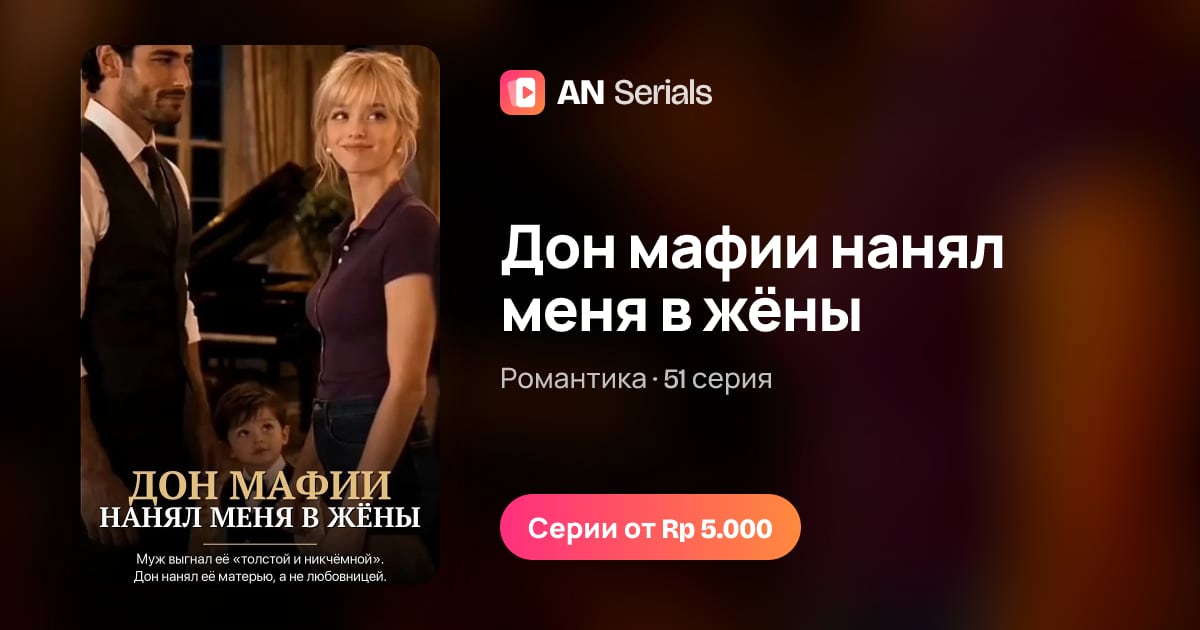 AN Serials
Дон мафии нанял
меня в жёны
Романтика · 51 серия
Серии от Rp 5.000
ДОН МАФИИ
НАНЯЛ МЕНЯ В ЖЁНЫ
Муж выгнал её «толстой и никчёмной».
Дон нанял её матерью, а не любовницей.